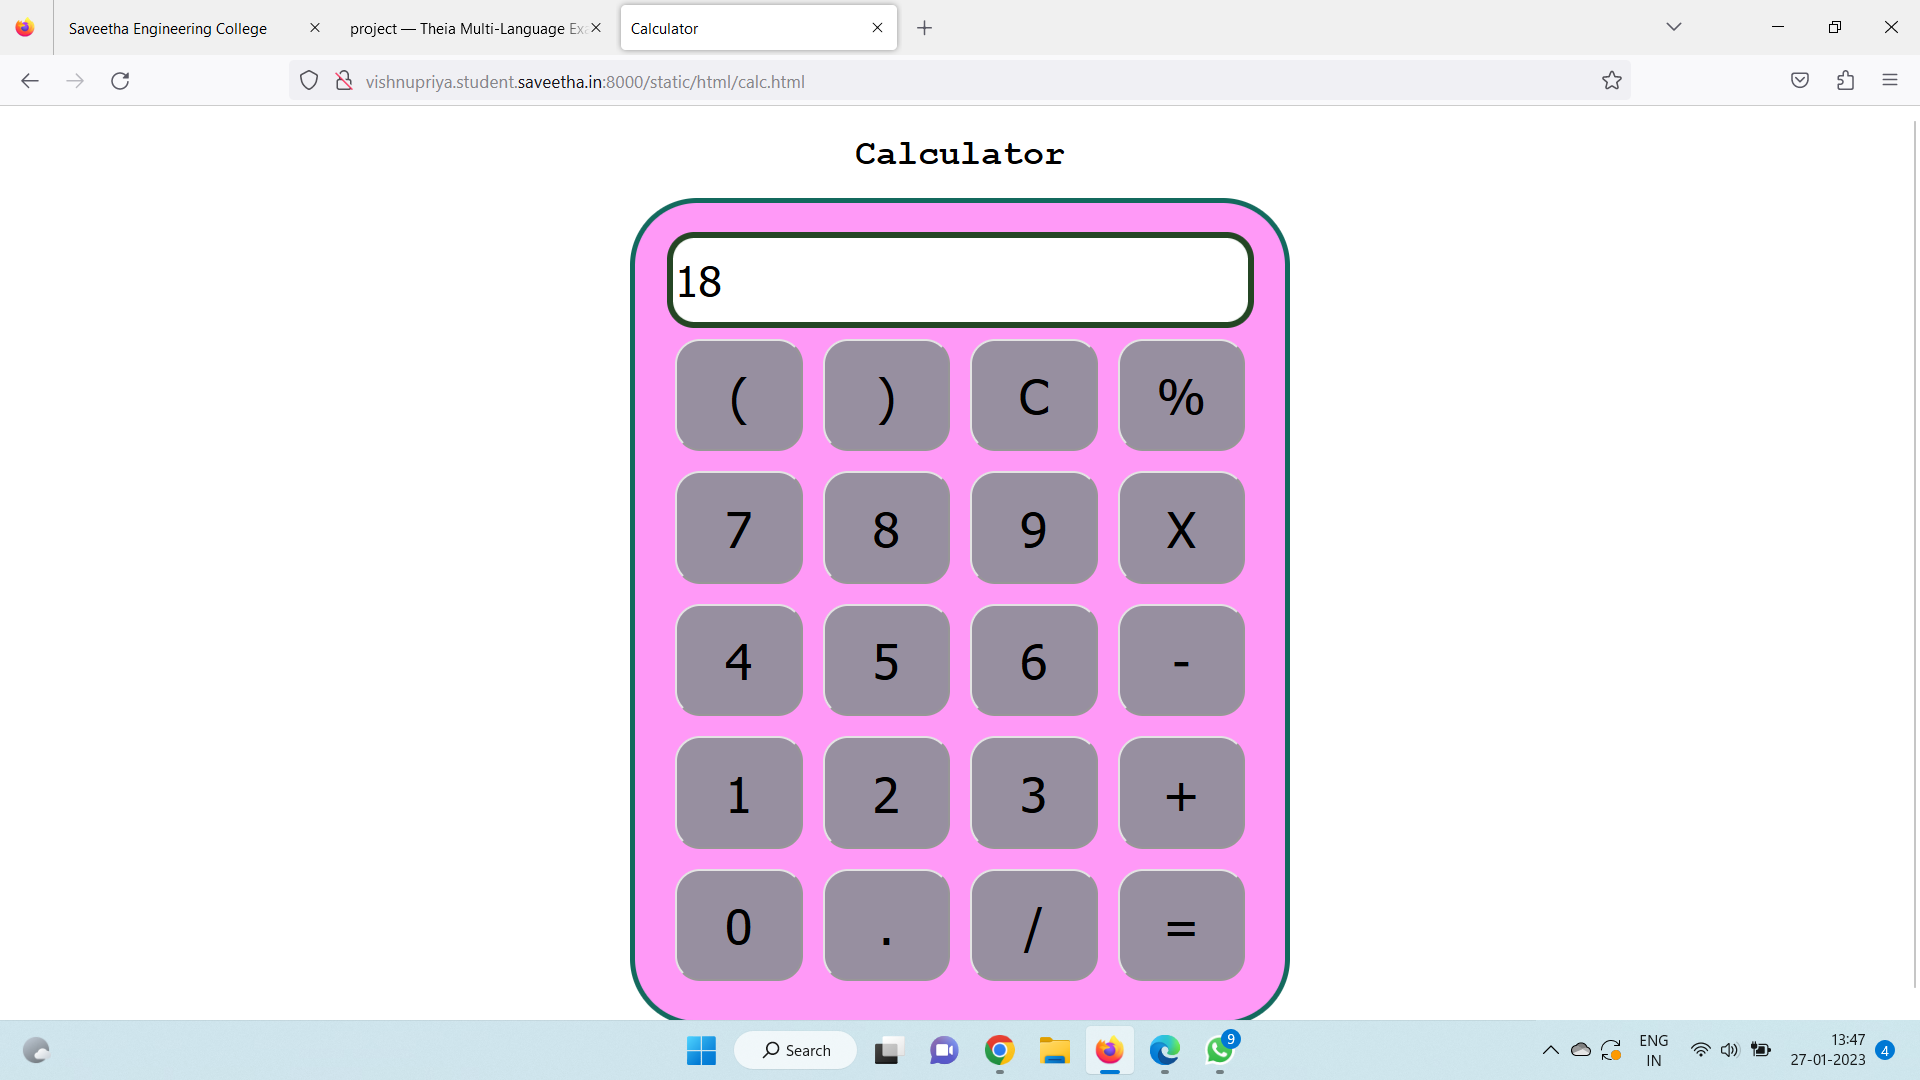 Saveetha Engineering College
project — Theia Multi-Language Ex
Calculator
vishnupriya.student.saveetha.in:8000/static/html/calc.html
Calculator
18
( ) C %
7 8 9 X
4 5 6 -
1 2 3 +
0 . / =
Search
9
ENG
IN
13:47
27-01-2023
4